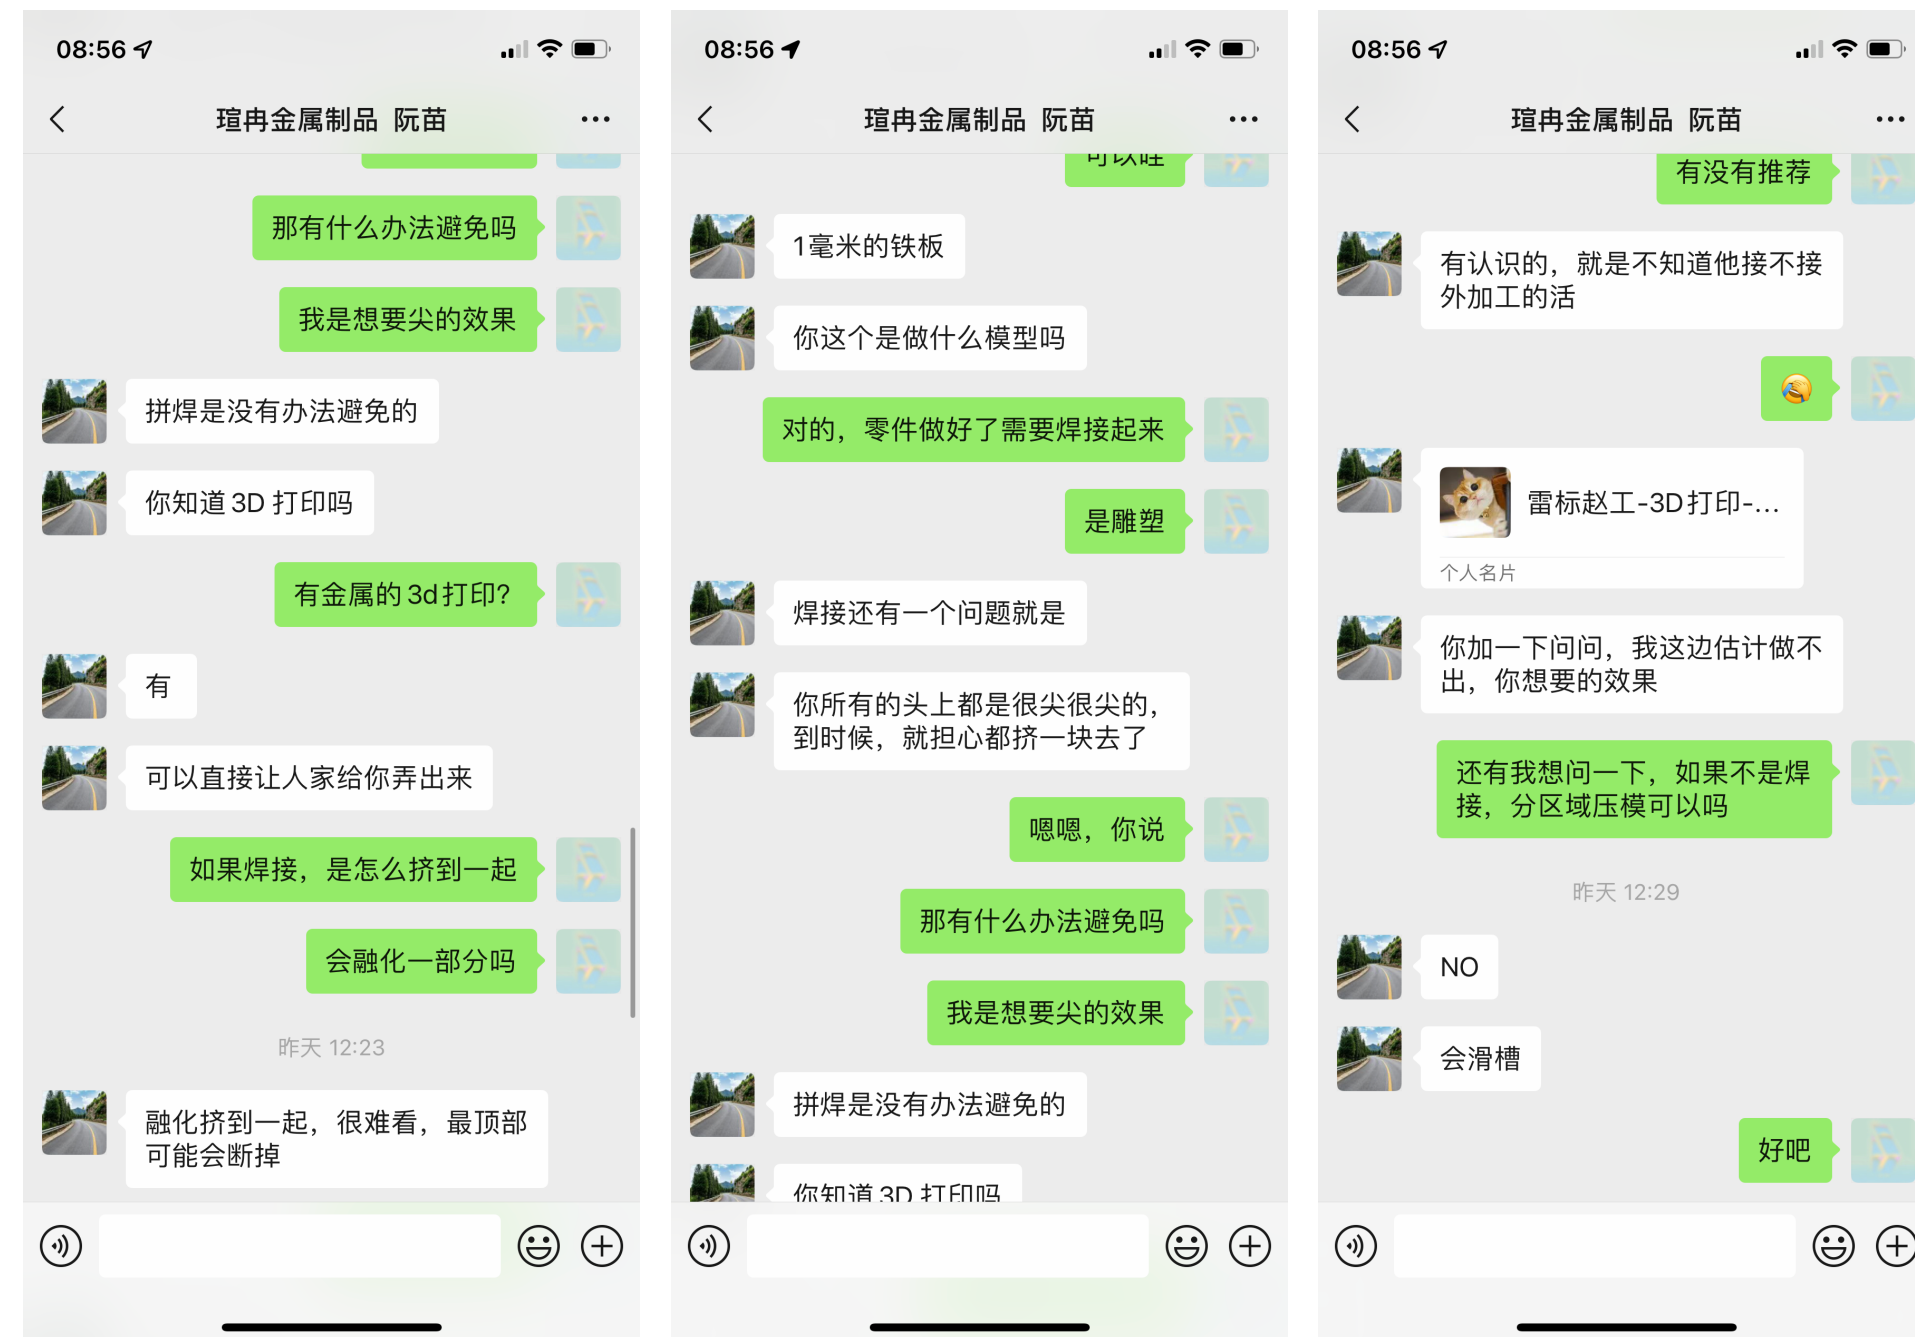 08:56
瑄冉金属制品 阮苗
那有什么办法避免吗
我是想要尖的效果
拼焊是没有办法避免的
你知道3D 打印吗
有金属的3d打印?
有
可以直接让人家给你弄出来
如果焊接，是怎么挤到一起
会融化一部分吗
昨天 12:23
融化挤到一起，很难看，最顶部
可能会断掉
08:56
瑄冉金属制品 阮苗
可以哇
1毫米的铁板
你这个是做什么模型吗
对的，零件做好了需要焊接起来
是雕塑
焊接还有一个问题就是
你所有的头上都是很尖很尖的，
到时候，就担心都挤一块去了
嗯嗯，你说
那有什么办法避免吗
我是想要尖的效果
拼焊是没有办法避免的
你知道3D 打印吗
08:56
瑄冉金属制品 阮苗
有没有推荐
有认识的，就是不知道他接不接
外加工的活
雷标赵工-3D打印-...
个人名片
你加一下问问，我这边估计做不
出，你想要的效果
还有我想问一下，如果不是焊
接，分区域压模可以吗
昨天 12:29
NO
会滑槽
好吧